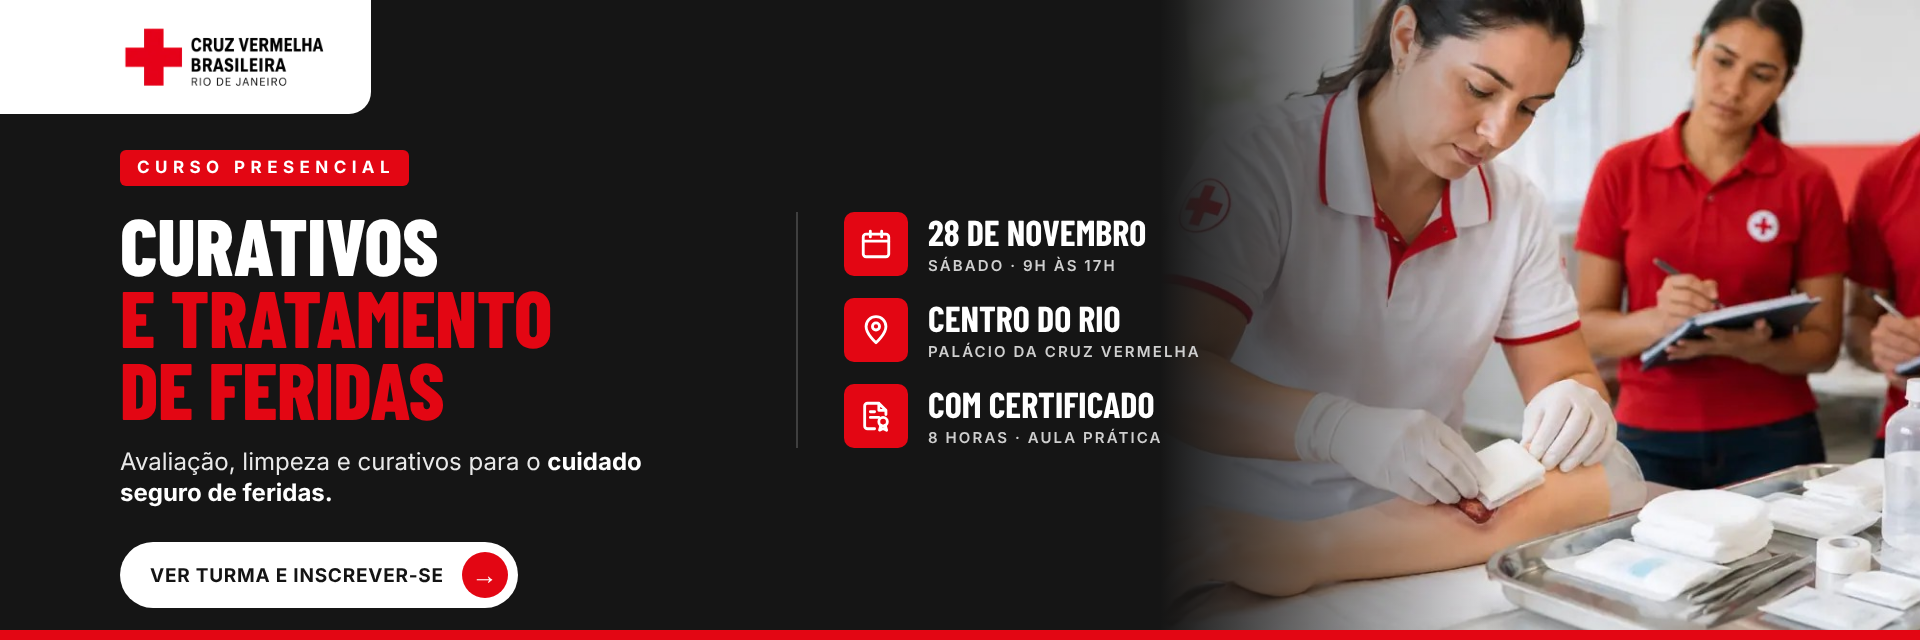 CRUZ VERMELHA
BRASILEIRA
RIO DE JANEIRO
CURSO PRESENCIAL
CURATIVOS
E TRATAMENTO
DE FERIDAS
Avaliação, limpeza e curativos para o cuidado
seguro de feridas.
VER TURMA E INSCREVER-SE →
28 DE NOVEMBRO
SÁBADO · 9H ÀS 17H
CENTRO DO RIO
PALÁCIO DA CRUZ VERMELHA
COM CERTIFICADO
8 HORAS · AULA PRÁTICA